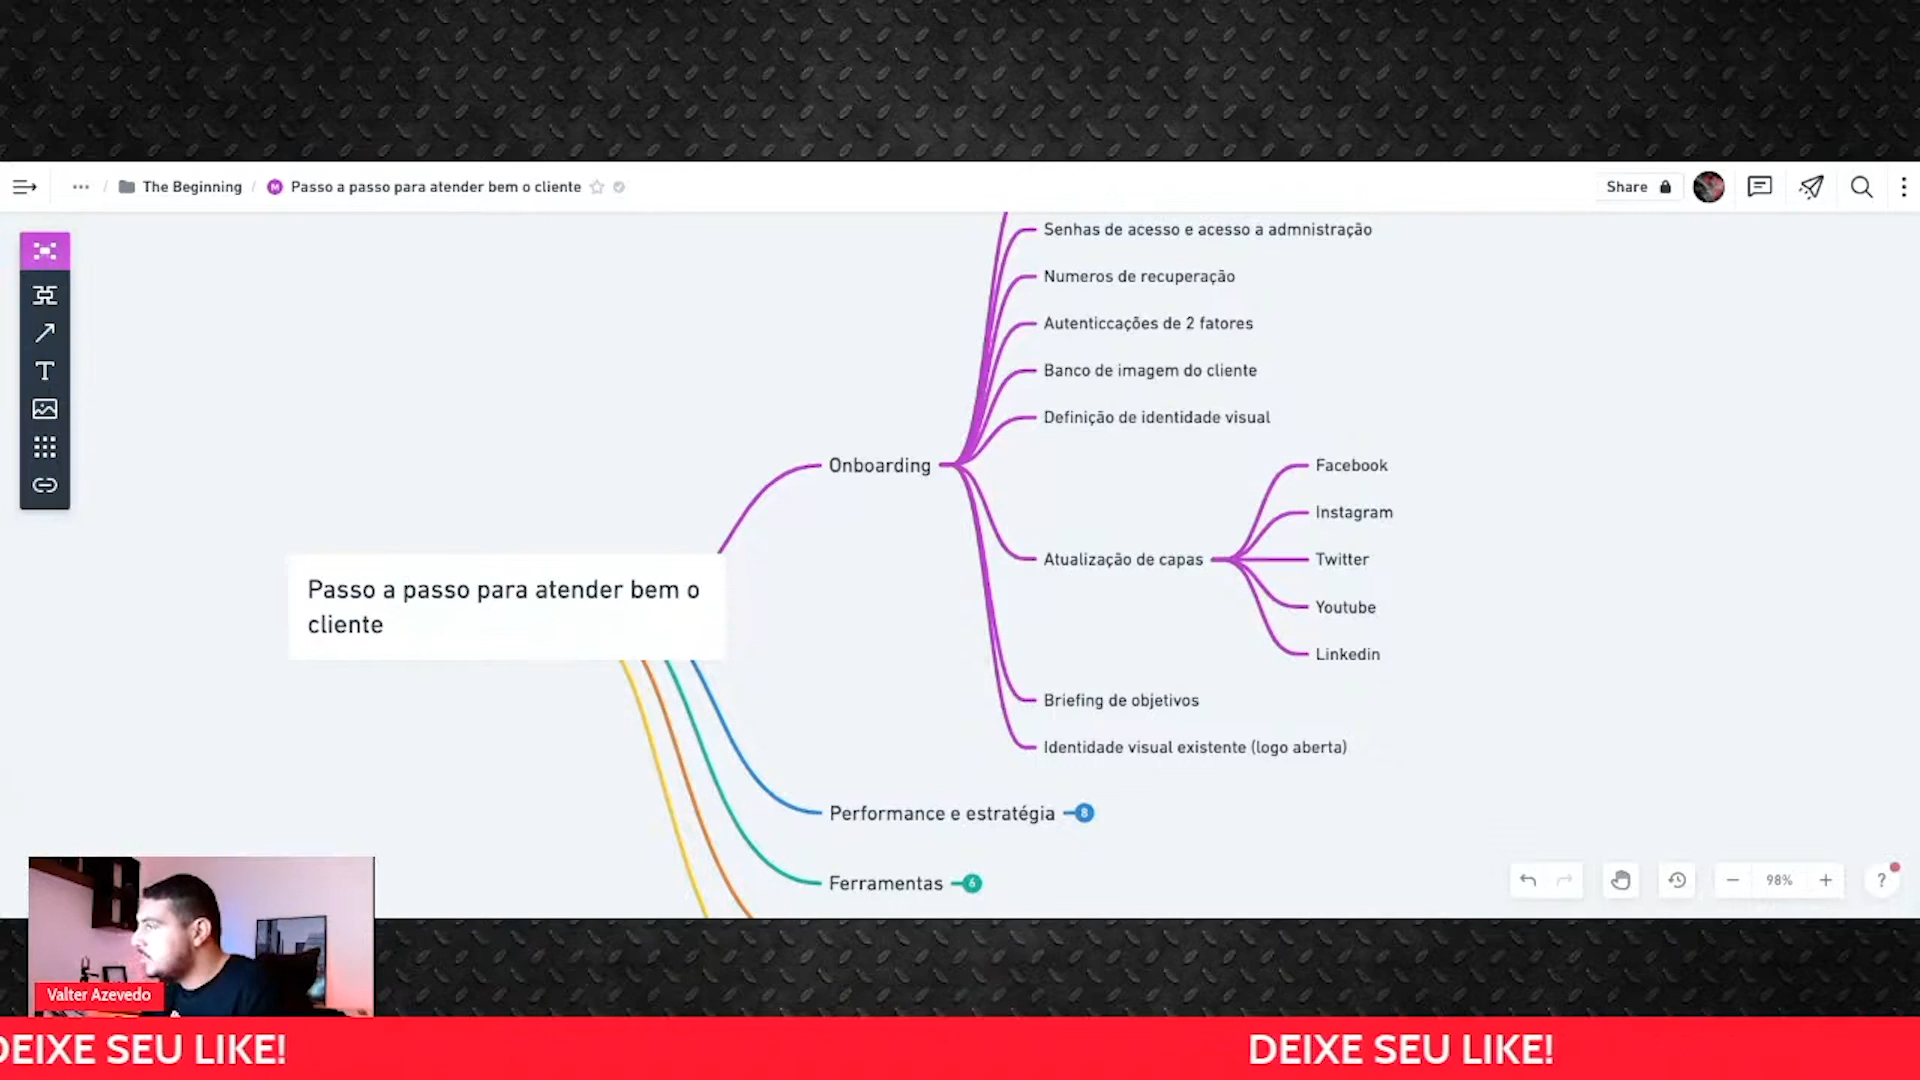 The Beginning
M
Passo a passo para atender bem o cliente
Share
Senhas de acesso e acesso a admnistração
Numeros de recuperação
Autenticcações de 2 fatores
Banco de imagem do cliente
Definição de identidade visual
Onboarding
Facebook
Instagram
Atualização de capas
Twitter
Youtube
Linkedin
Passo a passo para atender bem o
cliente
Briefing de objetivos
Identidade visual existente (logo aberta)
Performance e estratégia
8
Ferramentas
6
98%
?
Valter Azevedo
DEIXE SEU LIKE!
DEIXE SEU LIKE!